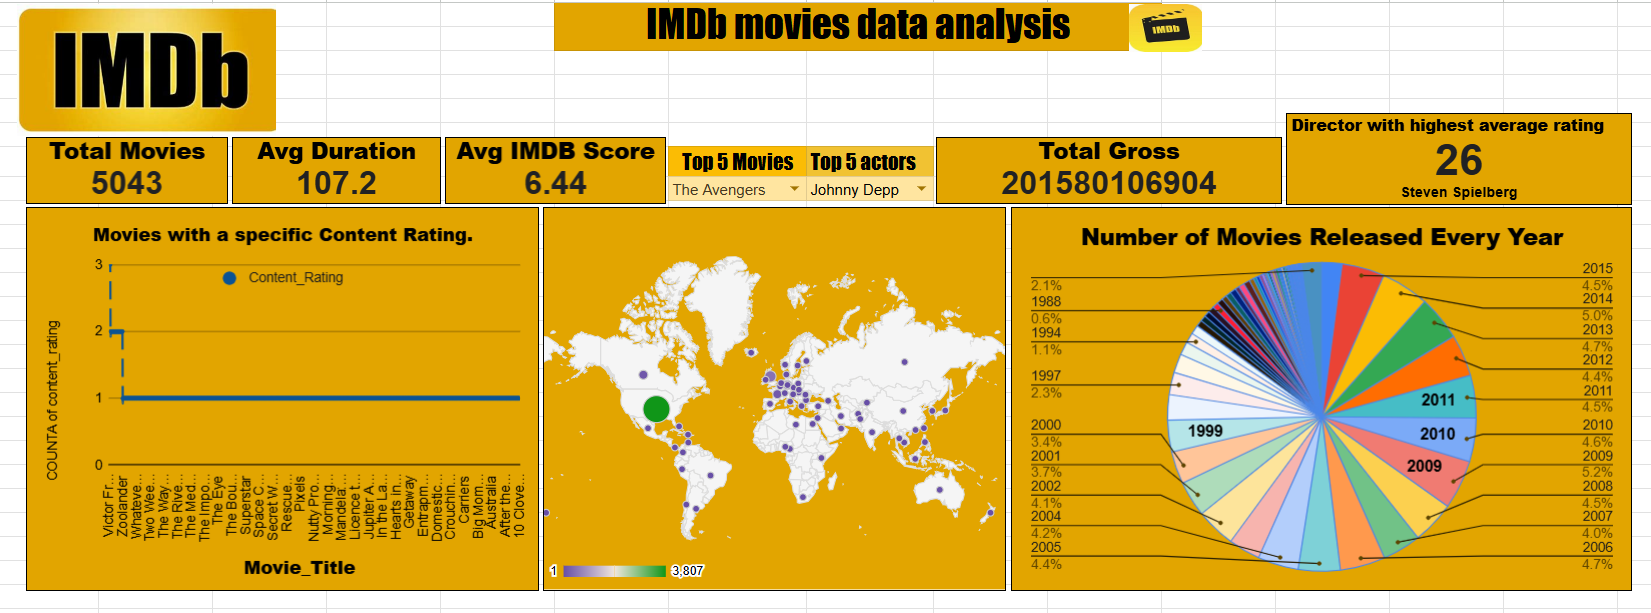 IMDb movies data analysis
IMDb
IMDb
Total Movies
5043
Avg Duration
107.2
Avg IMDB Score
6.44
Top 5 Movies
The Avengers
Top 5 actors
Johnny Depp
Total Gross
201580106904
Director with highest average rating
26
Steven Spielberg
Movies with a specific Content Rating.
Content_Rating
COUNTA of content_rating
3
2
1
0
Victor Fr...
Zoolander
Whateve...
Two Wee...
The Way...
The Rive...
The Med...
The Impo...
The Eye
The Bou...
Superstar
Space C...
Secret W...
Rescue...
Pixels
Nutty Pro...
Morning...
Mandela:...
Licence t...
Jupiter A...
In the La...
Hearts in...
Getaway
Entrapm...
Domestic...
Crouchin...
Carriers
Big Mom...
Australia
After the...
10 Clove...
Movie_Title
1
3,807
Number of Movies Released Every Year
2.1%
1988
0.6%
1994
1.1%
1997
2.3%
2000
3.4%
2001
3.7%
2002
4.1%
2004
4.2%
2005
4.4%
1999
2011
2010
2009
2015
4.5%
2014
5.0%
2013
4.7%
2012
4.4%
2011
4.5%
2010
4.6%
2009
5.2%
2008
4.5%
2007
4.0%
2006
4.7%